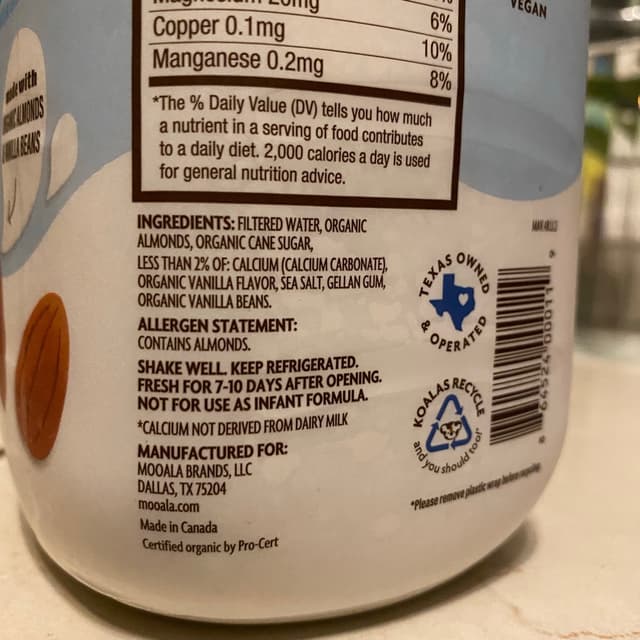 6%
Copper 0.1mg 10%
Manganese 0.2mg 8%
*The % Daily Value (DV) tells you how much
a nutrient in a serving of food contributes
to a daily diet. 2,000 calories a day is used
for general nutrition advice.
INGREDIENTS: FILTERED WATER, ORGANIC
ALMONDS, ORGANIC CANE SUGAR,
LESS THAN 2% OF: CALCIUM (CALCIUM CARBONATE),
ORGANIC VANILLA FLAVOR, SEA SALT, GELLAN GUM,
ORGANIC VANILLA BEANS.
ALLERGEN STATEMENT:
CONTAINS ALMONDS.
SHAKE WELL. KEEP REFRIGERATED.
FRESH FOR 7-10 DAYS AFTER OPENING.
NOT FOR USE AS INFANT FORMULA.
*CALCIUM NOT DERIVED FROM DAIRY MILK
MANUFACTURED FOR:
MOOALA BRANDS, LLC
DALLAS, TX 75204
mooala.com
Made in Canada
Certified organic by Pro-Cert
VEGAN
with
ALMONDS
BEANS
TEXAS OWNED
& OPERATED
KOALAS RECYCLE
and you should too!
*Please remove plastic wrap before recycling.